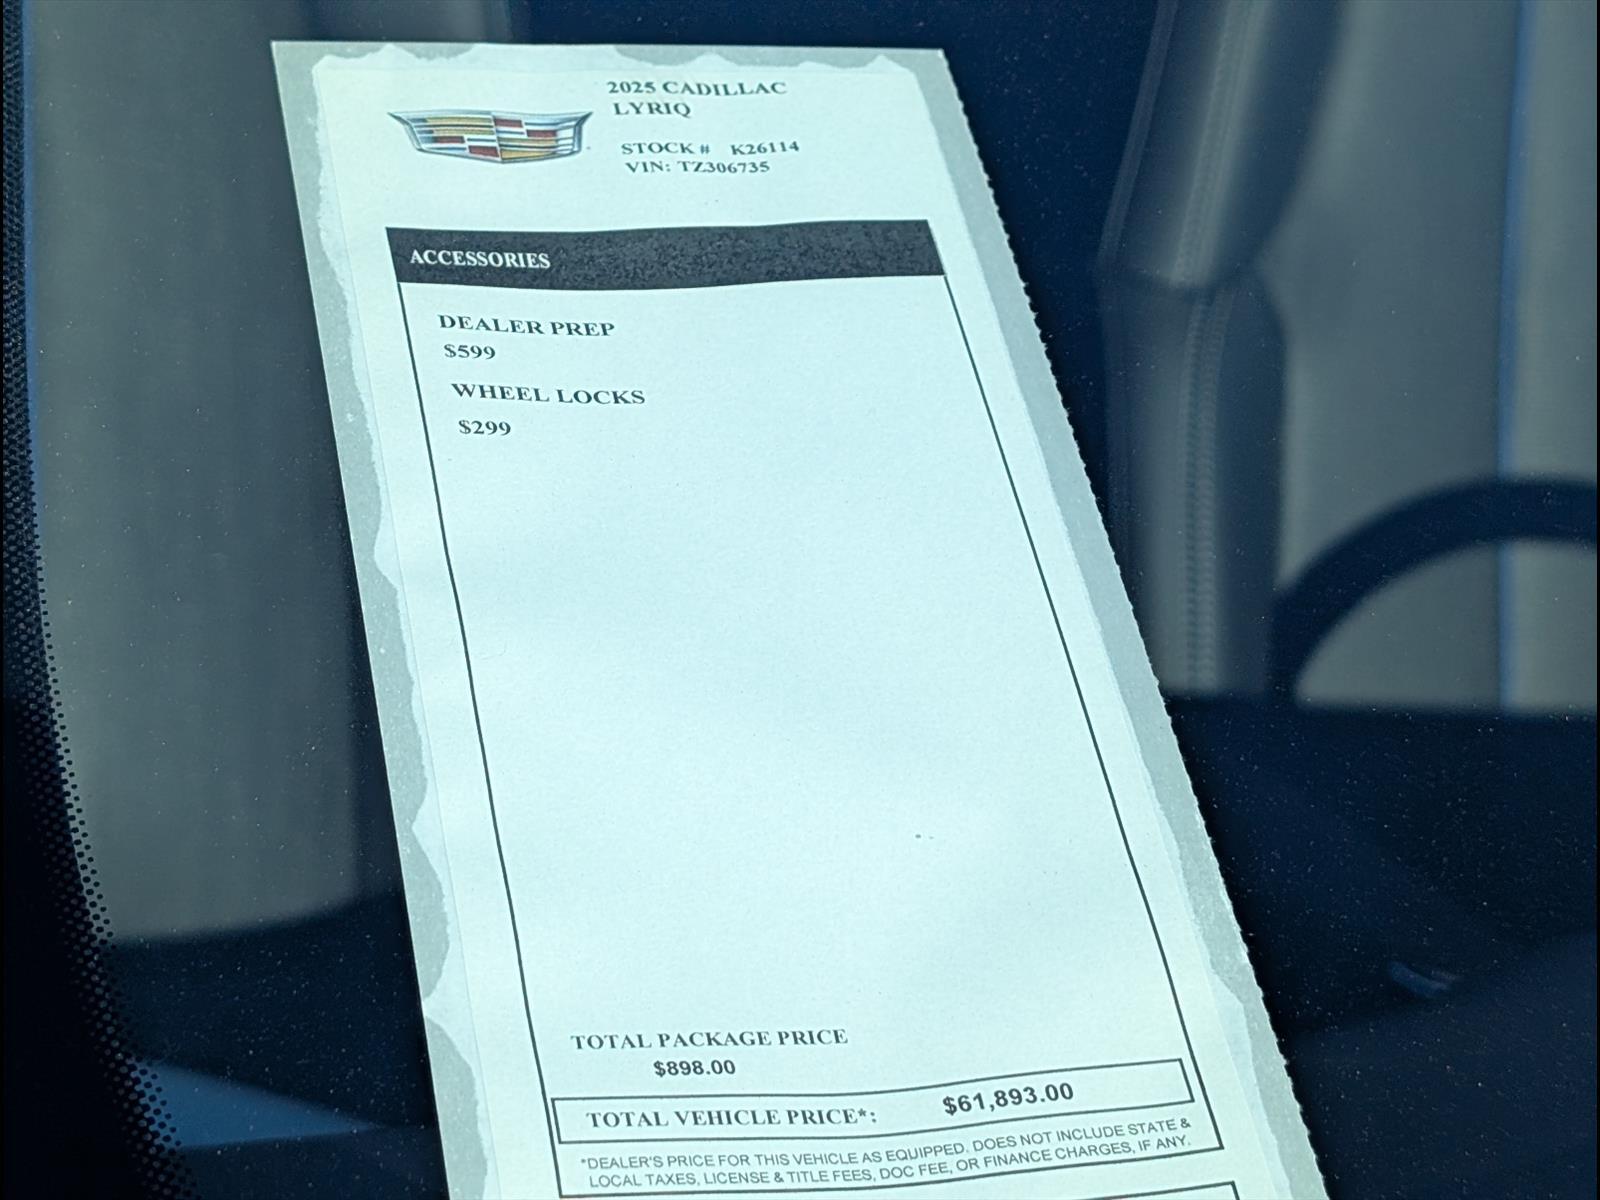 2025 CADILLAC
LYRIQ
STOCK # K26114
VIN: TZ306735
ACCESSORIES
DEALER PREP
$599
WHEEL LOCKS
$299
TOTAL PACKAGE PRICE
$898.00
TOTAL VEHICLE PRICE*: $61,893.00
*DEALER'S PRICE FOR THIS VEHICLE AS EQUIPPED. DOES NOT INCLUDE STATE &
LOCAL TAXES, LICENSE & TITLE FEES, DOC FEE, OR FINANCE CHARGES, IF ANY.